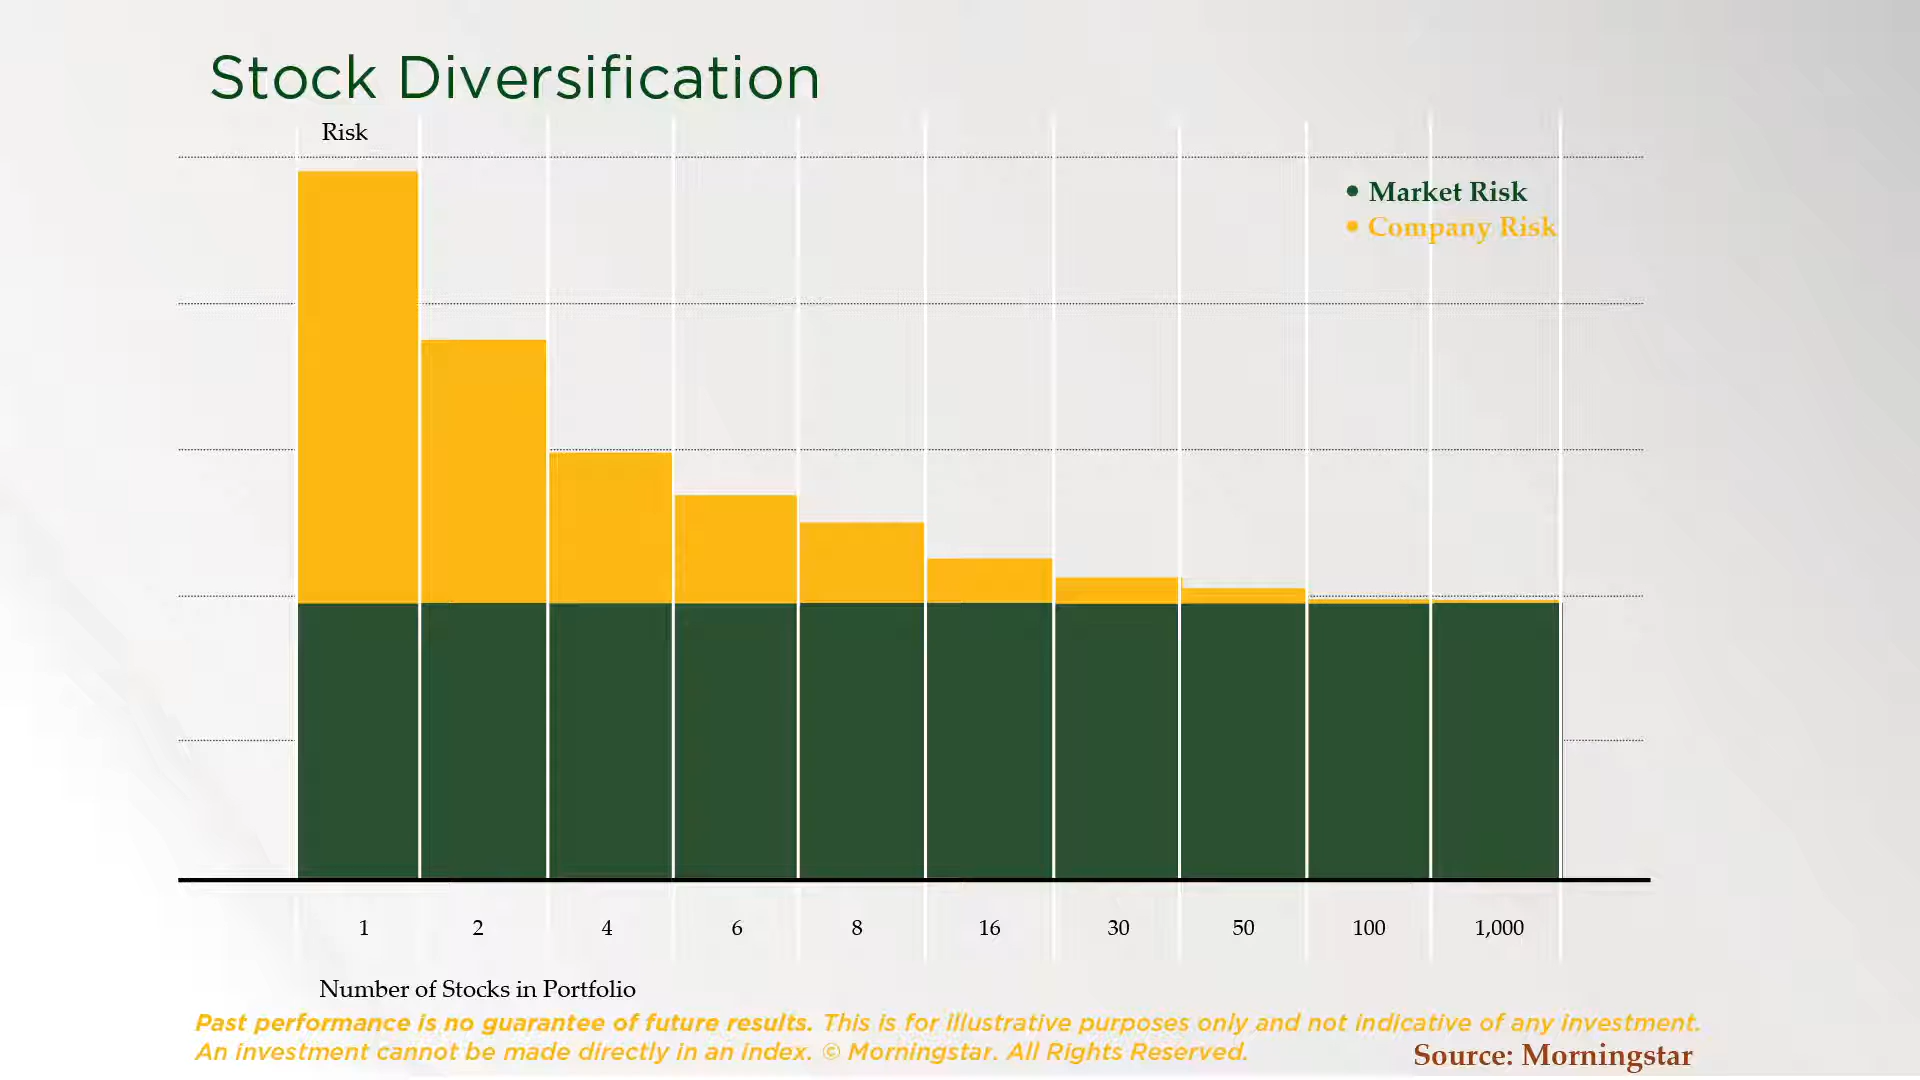 Stock Diversification
Risk
• Market Risk
• Company Risk
1 2 4 6 8 16 30 50 100 1,000
Number of Stocks in Portfolio
Past performance is no guarantee of future results. This is for illustrative purposes only and not indicative of any investment.
An investment cannot be made directly in an index. © Morningstar. All Rights Reserved.
Source: Morningstar